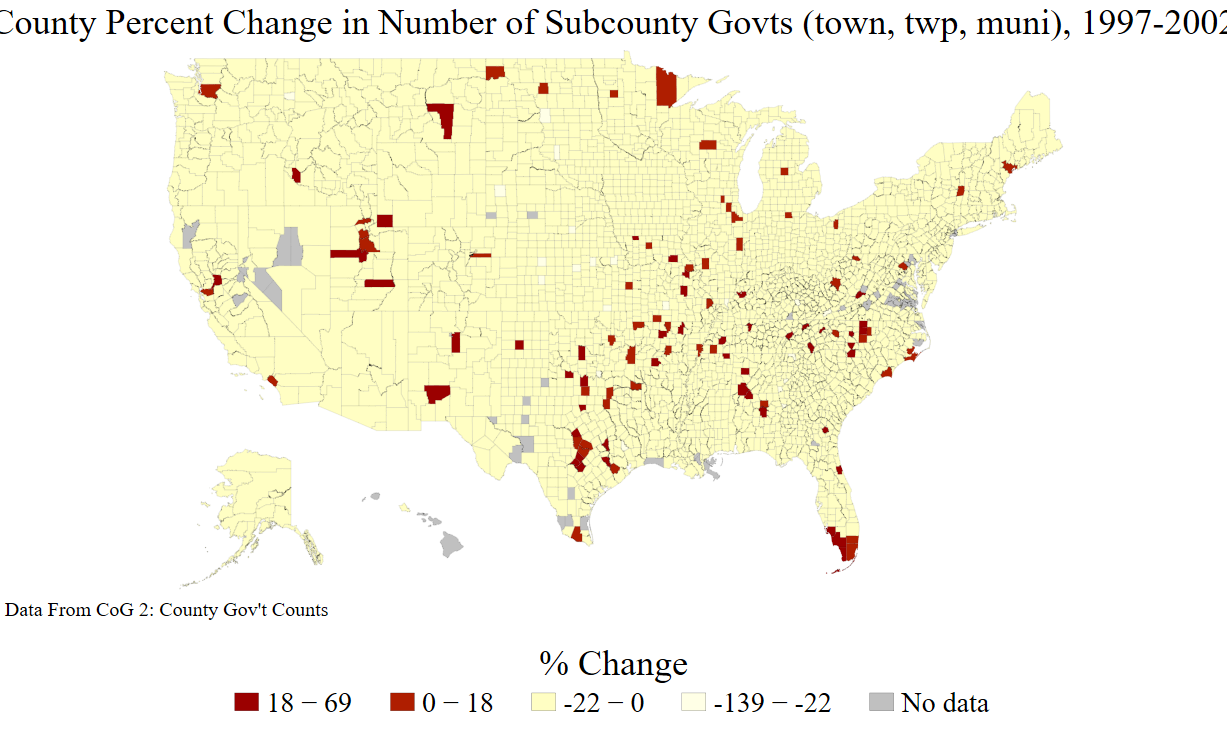 County Percent Change in Number of Subcounty Govts (town, twp, muni), 1997-2002
Data From CoG 2: County Gov't Counts
% Change
18 − 69 0 − 18 -22 − 0 -139 − -22 No data